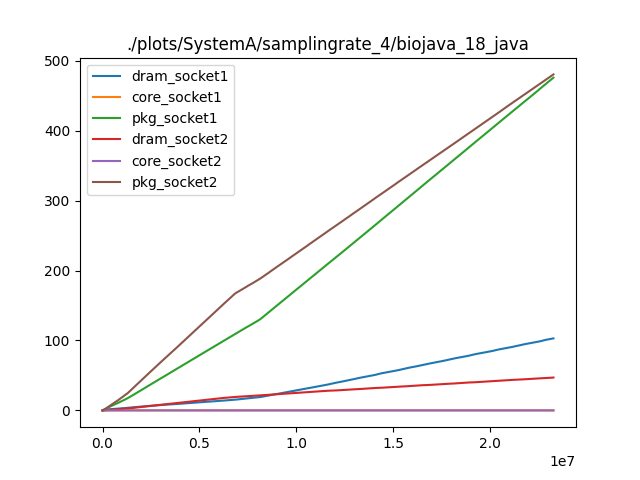 ./plots/SystemA/samplingrate_4/biojava_18_java
500
400
300
200
100
0
dram_socket1
core_socket1
pkg_socket1
dram_socket2
core_socket2
pkg_socket2
0.0 0.5 1.0 1.5 2.0
1e7